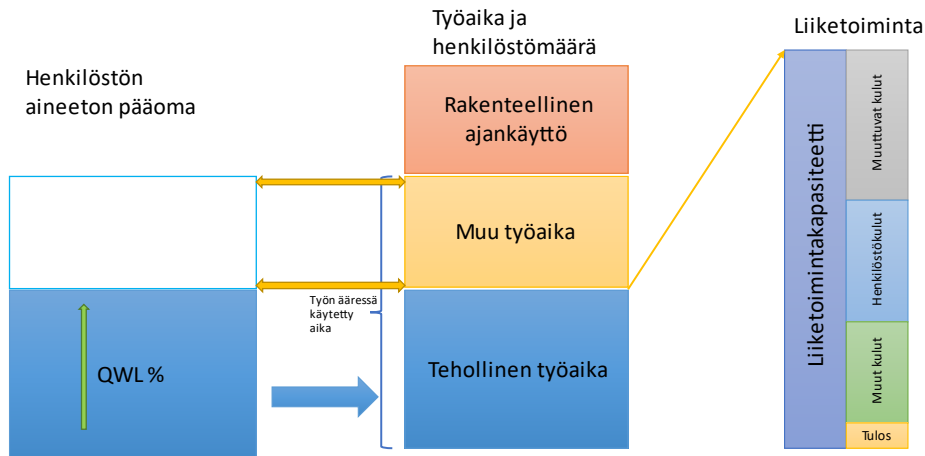 Henkilöstön
aineeton pääoma
QWL %
Työaika ja
henkilöstömäärä
Rakenteellinen
ajankäyttö
Muu työaika
Työn ääressä
käytetty
aika
Tehollinen työaika
Liiketoiminta
Liiketoimintakapasiteetti
Muuttuvat kulut
Henkilöstökulut
Muut kulut
Tulos